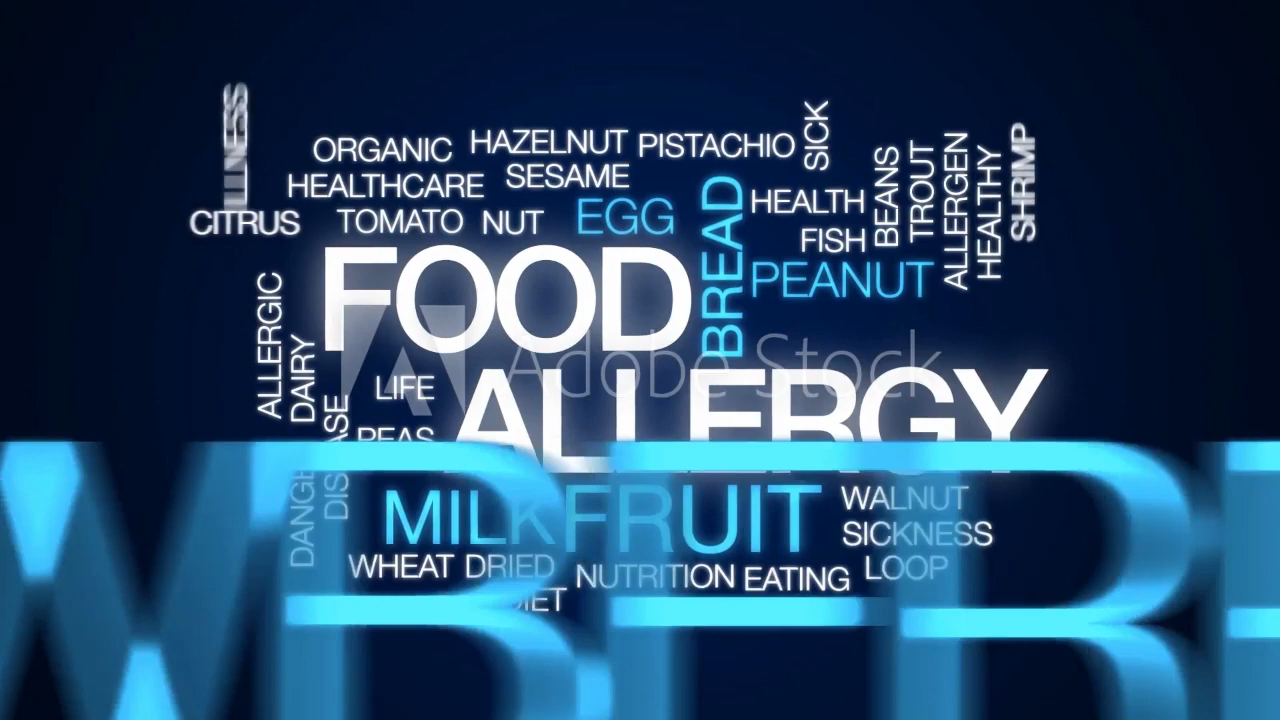 ILLNESS
ORGANIC
HAZELNUT
PISTACHIO
SICK
HEALTHCARE
SESAME
CITRUS
TOMATO
NUT
EGG
BREAD
HEALTH
FISH
BEANS
TROUT
ALLERGEN
HEALTHY
SHRIMP
PEANUT
FOOD
ALLERGIC
DAIRY
LIFE
Adobe Stock
ALLERGY
PEAS
MILK
FRUIT
WALNUT
SICKNESS
WHEAT
DRIED
NUTRITION
EATING
LOOP